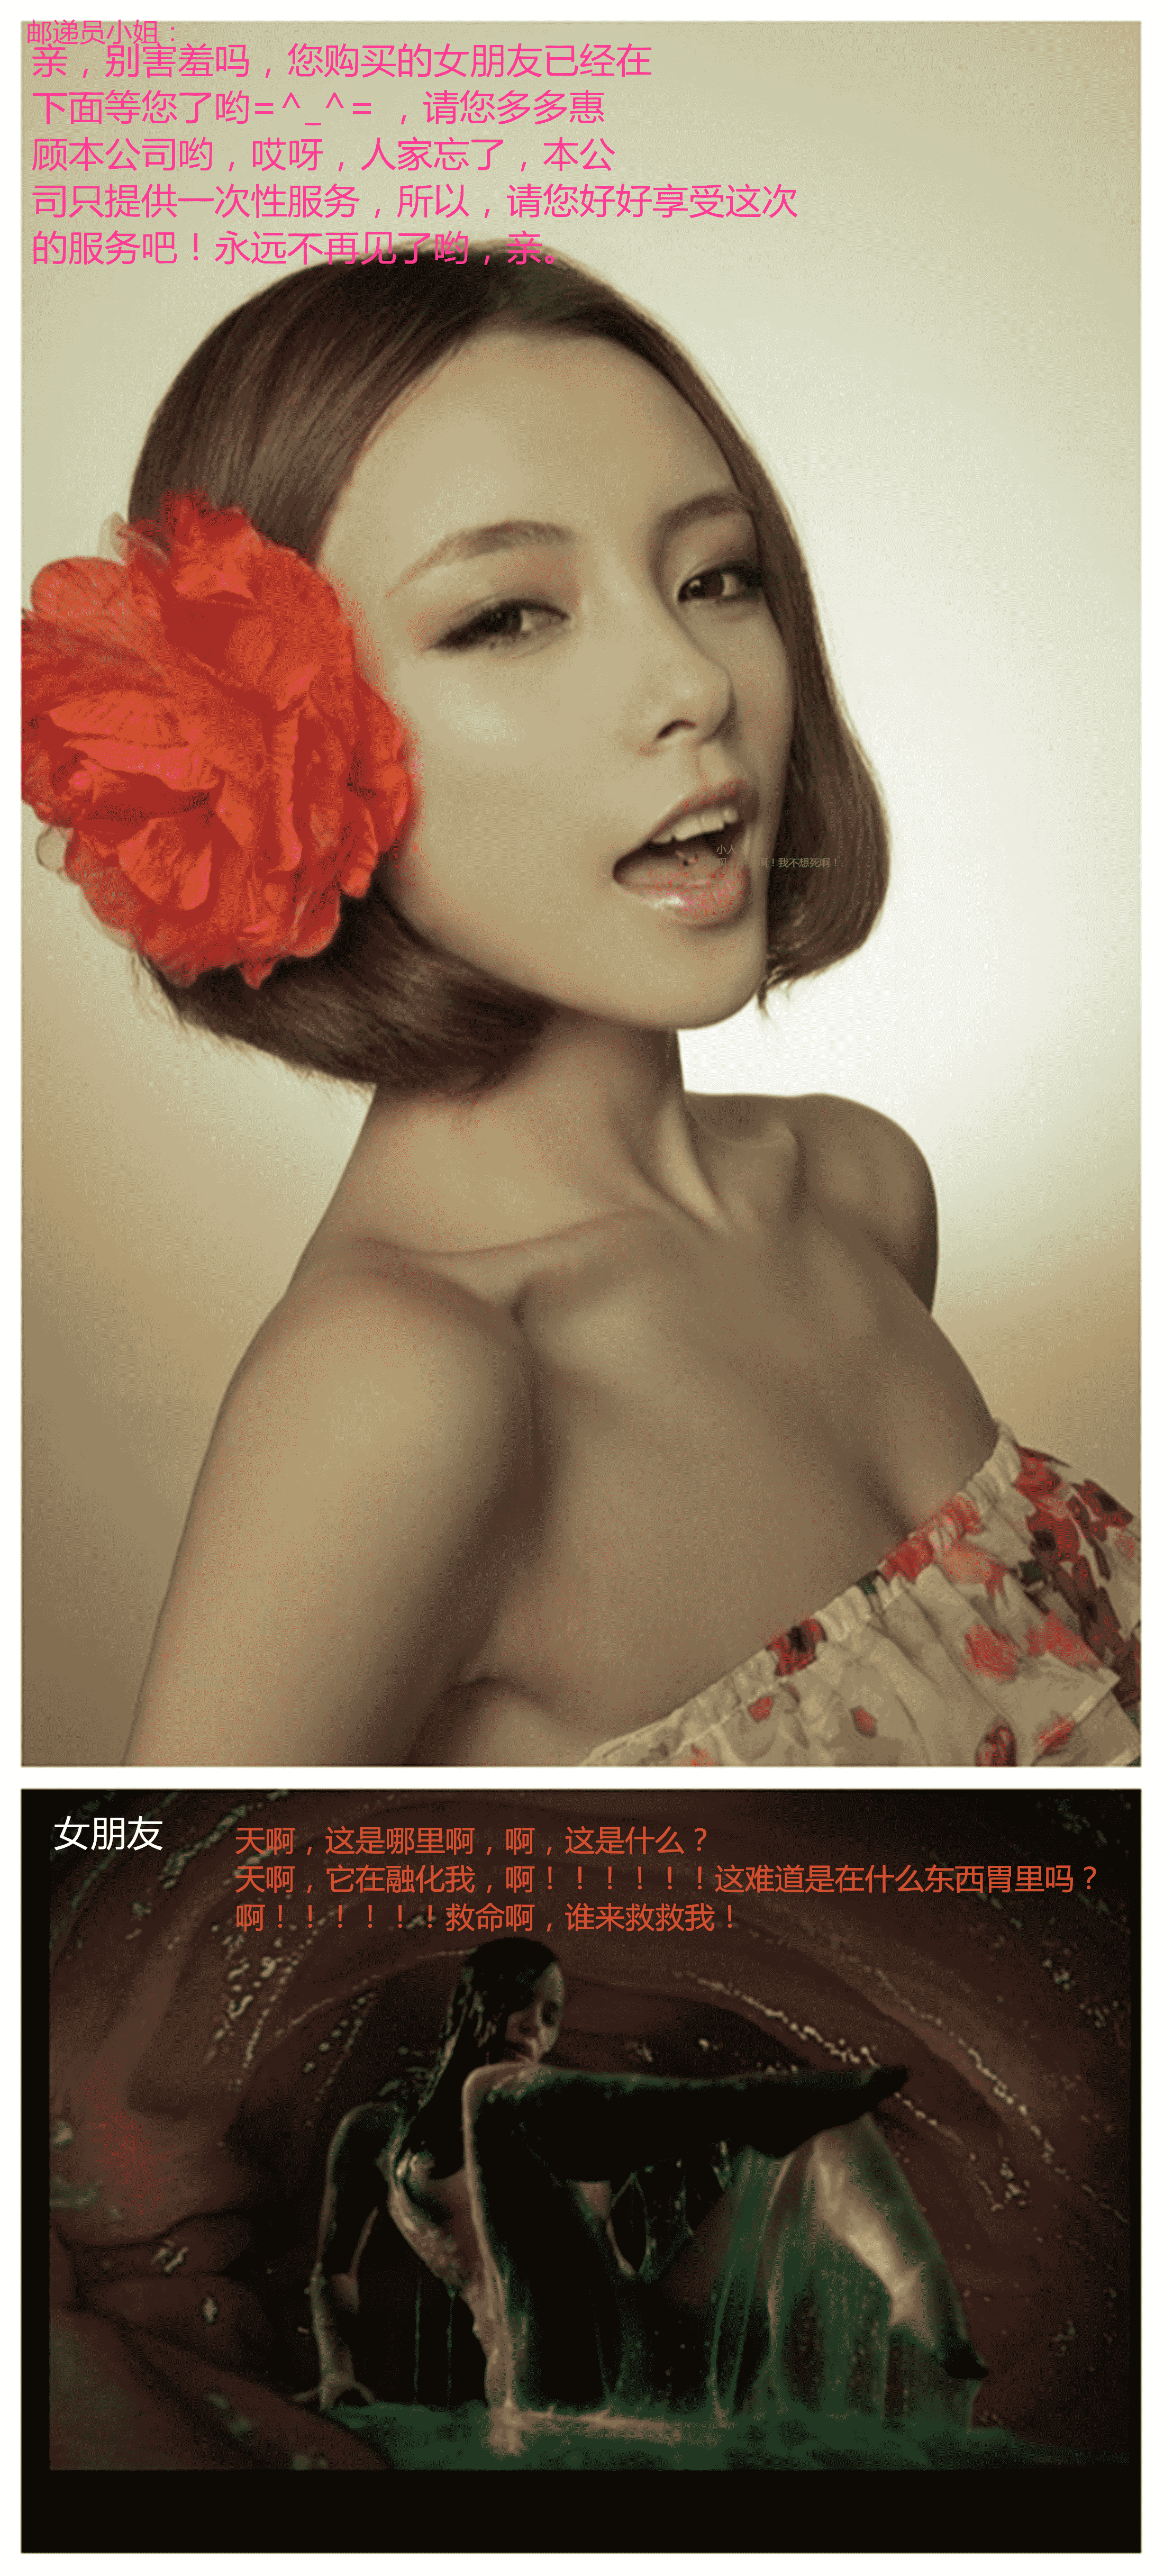 邮递员小姐：
亲，别害羞吗，您购买的女朋友已经在
下面等您了哟=^_^= ，请您多多惠
顾本公司哟，哎呀，人家忘了，本公
司只提供一次性服务，所以，请您好好享受这次
的服务吧！永远不再见了哟，亲。
小人
啊！我不想死啊！
女朋友
天啊，这是哪里啊，啊，这是什么？
天啊，它在融化我，啊！！！！！！这难道是在什么东西胃里吗？
啊！！！！！！救命啊，谁来救救我！